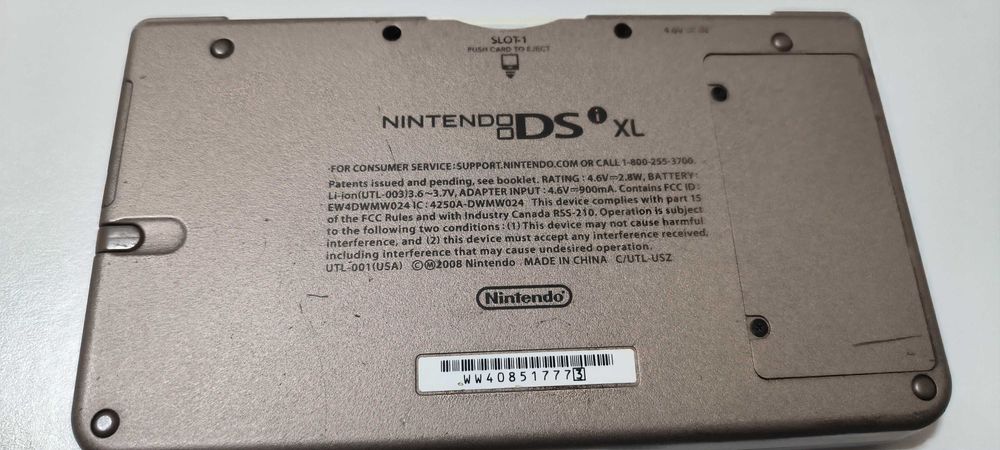 SLOT-1
PUSH CARD TO EJECT
NINTENDO DSi XL
FOR CONSUMER SERVICE:SUPPORT.NINTENDO.COM OR CALL 1-800-255-3700.
Patents issued and pending, see booklet. RATING : 4.6V⎓2.8W, BATTERY:
Li-ion(UTL-003)3.6~3.7V, ADAPTER INPUT : 4.6V⎓900mA. Contains FCC ID:
EW4DWMW024 IC : 4250A-DWMW024 This device complies with part 15
of the FCC Rules and with Industry Canada RSS-210. Operation is subject
to the following two conditions : (1) This device may not cause harmful
interference, and (2) this device must accept any interference received,
including interference that may cause undesired operation.
UTL-001(USA) ©Ⓜ2008 Nintendo MADE IN CHINA C/UTL-USZ
Nintendo
WW408517773